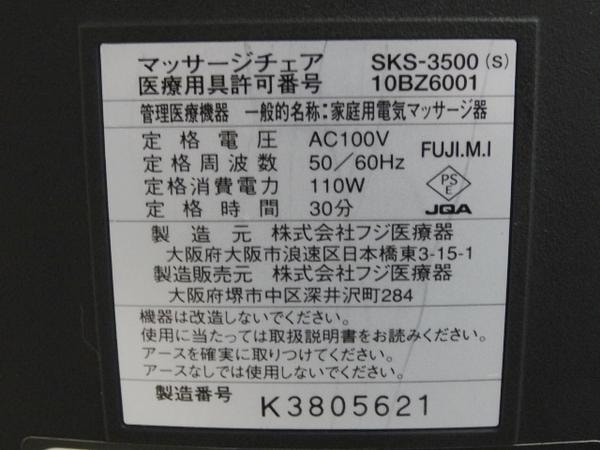 マッサージチェア SKS-3500 (S)
医療用具許可番号 10BZ6001
管理医療機器 一般的名称：家庭用電気マッサージ器
定格電圧 AC100V FUJI.M.I
定格周波数 50／60Hz
定格消費電力 110W PSE
定格時間 30分 JQA
製造元 株式会社フジ医療器
大阪府大阪市浪速区日本橋東3-15-1
製造販売元 株式会社フジ医療器
大阪府堺市中区深井沢町284
機器は改造しないでください。
使用に当たっては取扱説明書をお読みください。
アースを確実に取りつけてください。
アースなしでは使用しないでください。
製造番号 K3805621